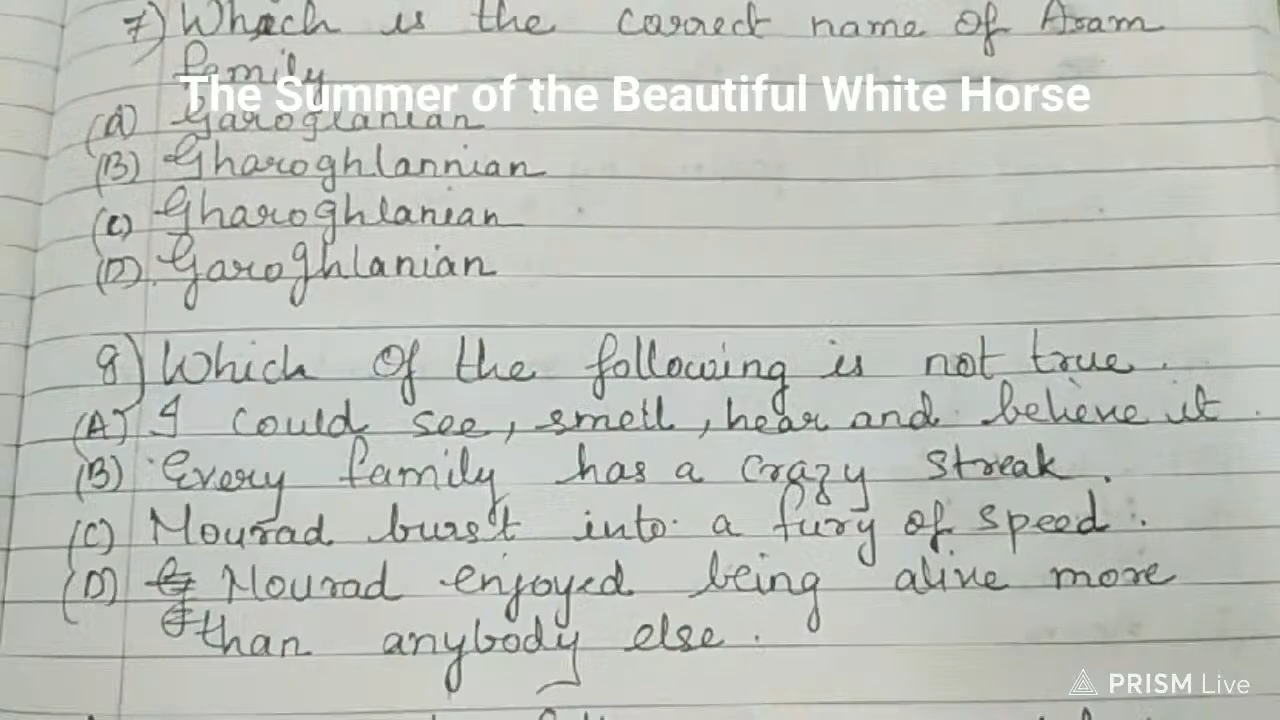 7) Which is the correct name of Aram
family
The Summer of the Beautiful White Horse
(A) Garoglanian
(B) Gharoghlannian
(C) Gharoghlanian
(D) Garoghlanian
8) Which of the following is not true.
(A) I could see, smell, hear and believe it.
(B) Every family has a crazy streak.
(C) Mourad burst into a fury of speed.
(D) Mourad enjoyed being alive more
than anybody else.
PRISM Live